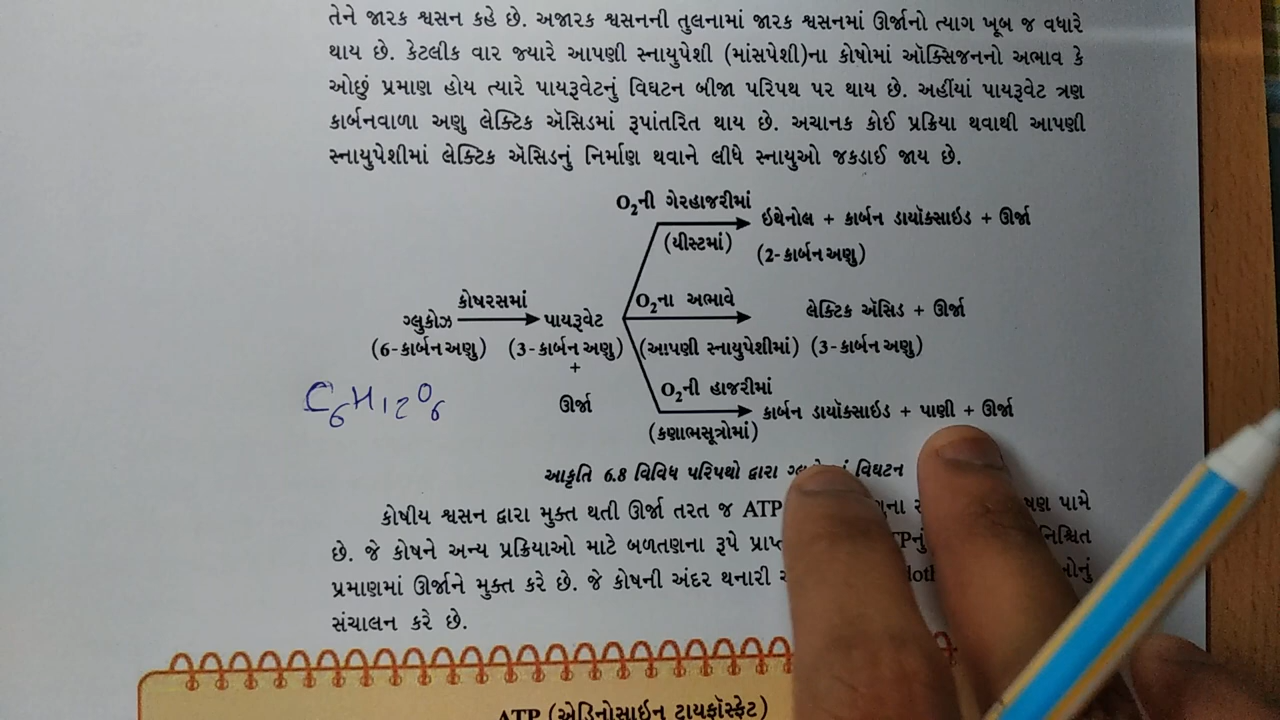 તેને જારક શ્વસન કહે છે. અજારક શ્વસનની તુલનામાં જારક શ્વસનમાં ઊર્જાનો ત્યાગ ખૂબ જ વધારે
થાય છે. કેટલીક વાર જ્યારે આપણી સ્નાયુપેશી (માંસપેશી)ના કોષોમાં ઑક્સિજનનો અભાવ કે
ઓછું પ્રમાણ હોય ત્યારે પાયરૂવેટનું વિઘટન બીજા પરિપથ પર થાય છે. અહીંયાં પાયરૂવેટ ત્રણ
કાર્બનવાળા અણુ લેક્ટિક ઍસિડમાં રૂપાંતરિત થાય છે. અચાનક કોઈ પ્રક્રિયા થવાથી આપણી
સ્નાયુપેશીમાં લેક્ટિક ઍસિડનું નિર્માણ થવાને લીધે સ્નાયુઓ જકડાઈ જાય છે.
O₂ની ગેરહાજરીમાં
(યીસ્ટમાં)
ઇથેનોલ + કાર્બન ડાયૉક્સાઇડ + ઊર્જા
(2-કાર્બન અણુ)
કોષરસમાં
ગ્લુકોઝ
(6-કાર્બન અણુ)
પાયરૂવેટ
(3-કાર્બન અણુ)
+
ઊર્જા
O₂ના અભાવે
(આપણી સ્નાયુપેશીમાં)
લેક્ટિક ઍસિડ + ઊર્જા
(3-કાર્બન અણુ)
C₆H₁₂O₆
O₂ની હાજરીમાં
(કણાભસૂત્રોમાં)
કાર્બન ડાયૉક્સાઇડ + પાણી + ઊર્જા
આકૃતિ 6.8 વિવિધ પરિપથો દ્વારા વિઘટન
કોષીય શ્વસન દ્વારા મુક્ત થતી ઊર્જા તરત જ ATP પામે
છે. જે કોષને અન્ય પ્રક્રિયાઓ માટે બળતણના રૂપે નિશ્ચિત
પ્રમાણમાં ઊર્જાને મુક્ત કરે છે. જે કોષની અંદર થનારી
સંચાલન કરે છે.
ATP (એડિનોસાઇન ટ્રાયફૉસ્ફેટ)